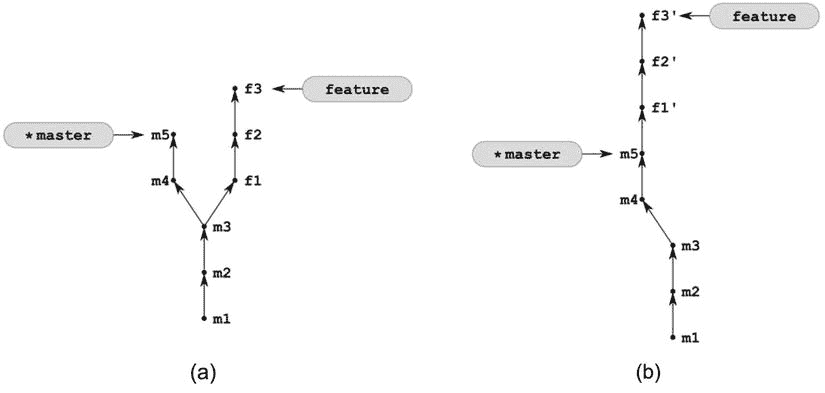 f3
feature
f2
*master
m5
m4
f1
m3
m2
m1
(a)
f3'
feature
f2'
f1'
*master
m5
m4
m3
m2
m1
(b)